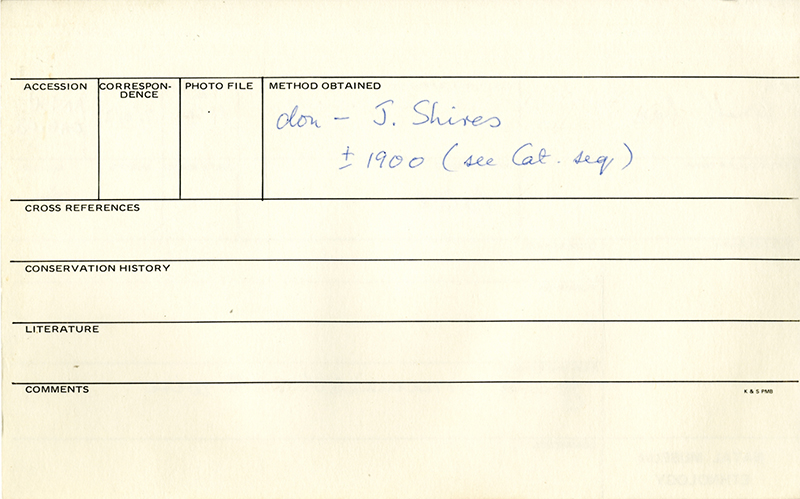 ACCESSION
CORRESPON-
DENCE
PHOTO FILE
METHOD OBTAINED
don - J. Shires
± 1900 (see Cat. seq)
CROSS REFERENCES
CONSERVATION HISTORY
LITERATURE
COMMENTS
K & S PMB